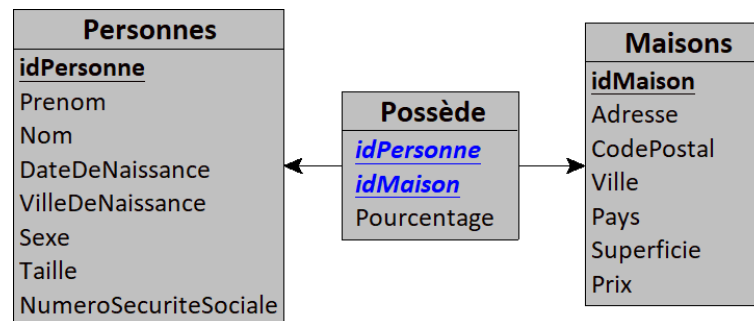 Personnes
idPersonne
Prenom
Nom
DateDeNaissance
VilleDeNaissance
Sexe
Taille
NumeroSecuriteSociale
Possède
idPersonne
idMaison
Pourcentage
Maisons
idMaison
Adresse
CodePostal
Ville
Pays
Superficie
Prix